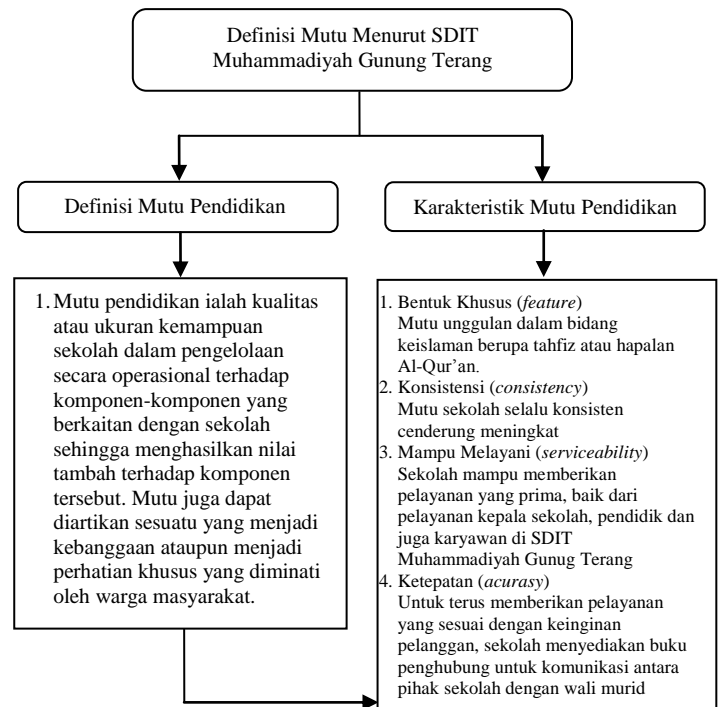 Definisi Mutu Menurut SDIT
Muhammadiyah Gunung Terang
Definisi Mutu Pendidikan
Karakteristik Mutu Pendidikan
1. Mutu pendidikan ialah kualitas
atau ukuran kemampuan
sekolah dalam pengelolaan
secara operasional terhadap
komponen-komponen yang
berkaitan dengan sekolah
sehingga menghasilkan nilai
tambah terhadap komponen
tersebut. Mutu juga dapat
diartikan sesuatu yang menjadi
kebanggaan ataupun menjadi
perhatian khusus yang diminati
oleh warga masyarakat.
1. Bentuk Khusus (feature)
Mutu unggulan dalam bidang
keislaman berupa tahfiz atau hapalan
Al-Qur’an.
2. Konsistensi (consistency)
Mutu sekolah selalu konsisten
cenderung meningkat
3. Mampu Melayani (serviceability)
Sekolah mampu memberikan
pelayanan yang prima, baik dari
pelayanan kepala sekolah, pendidik dan
juga karyawan di SDIT
Muhammadiyah Gunug Terang
4. Ketepatan (acurasy)
Untuk terus memberikan pelayanan
yang sesuai dengan keinginan
pelanggan, sekolah menyediakan buku
penghubung untuk komunikasi antara
pihak sekolah dengan wali murid